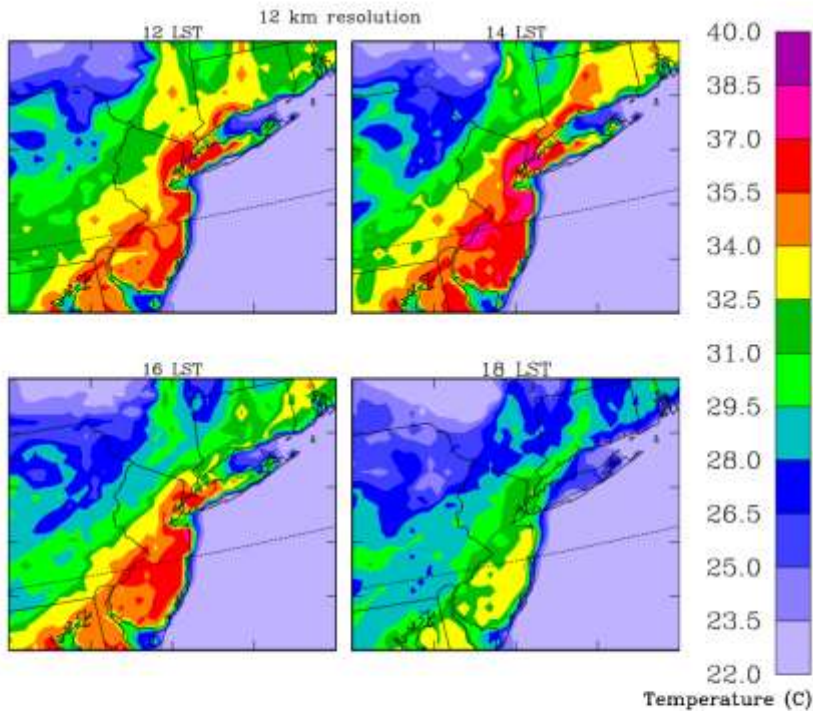 12 km resolution
12 LST
14 LST
16 LST
18 LST
40.0
38.5
37.0
35.5
34.0
32.5
31.0
29.5
28.0
26.5
25.0
23.5
22.0
Temperature (C)